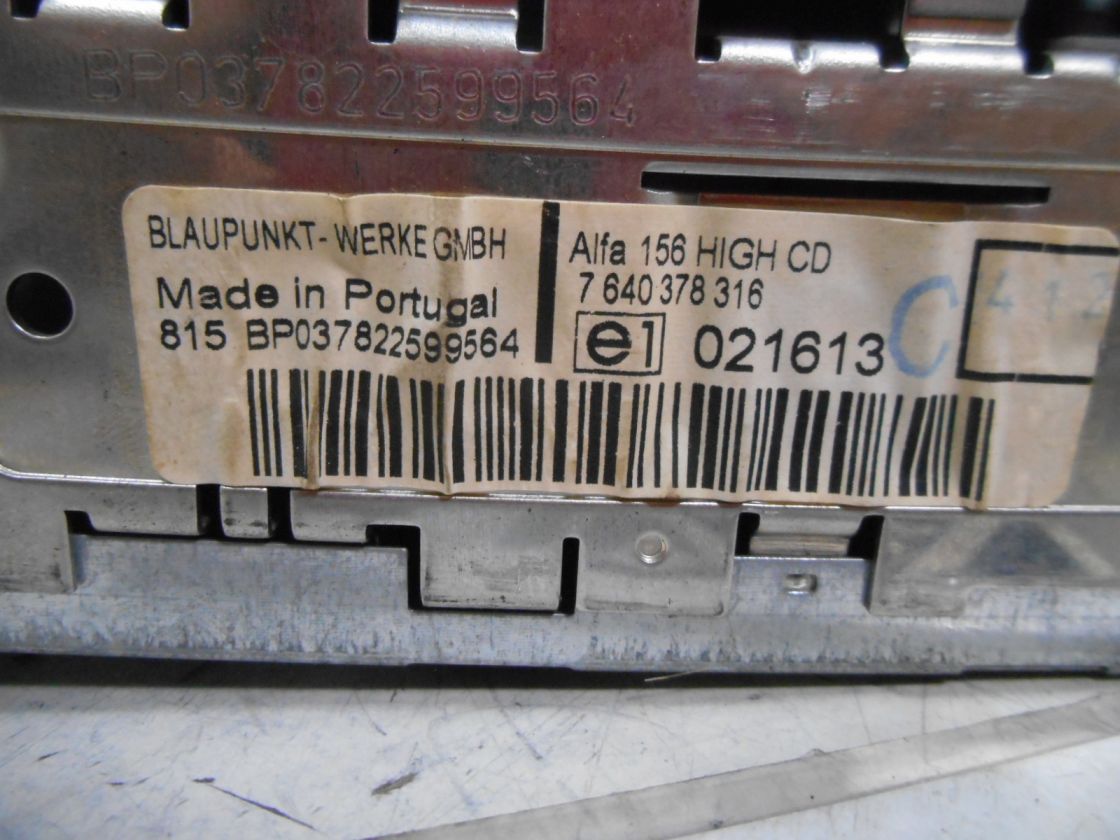 BP037822599564
BLAUPUNKT-WERKE GMBH
Made in Portugal
815 BP037822599564
Alfa 156 HIGH CD
7 640 378 316
e1 021613
C
412